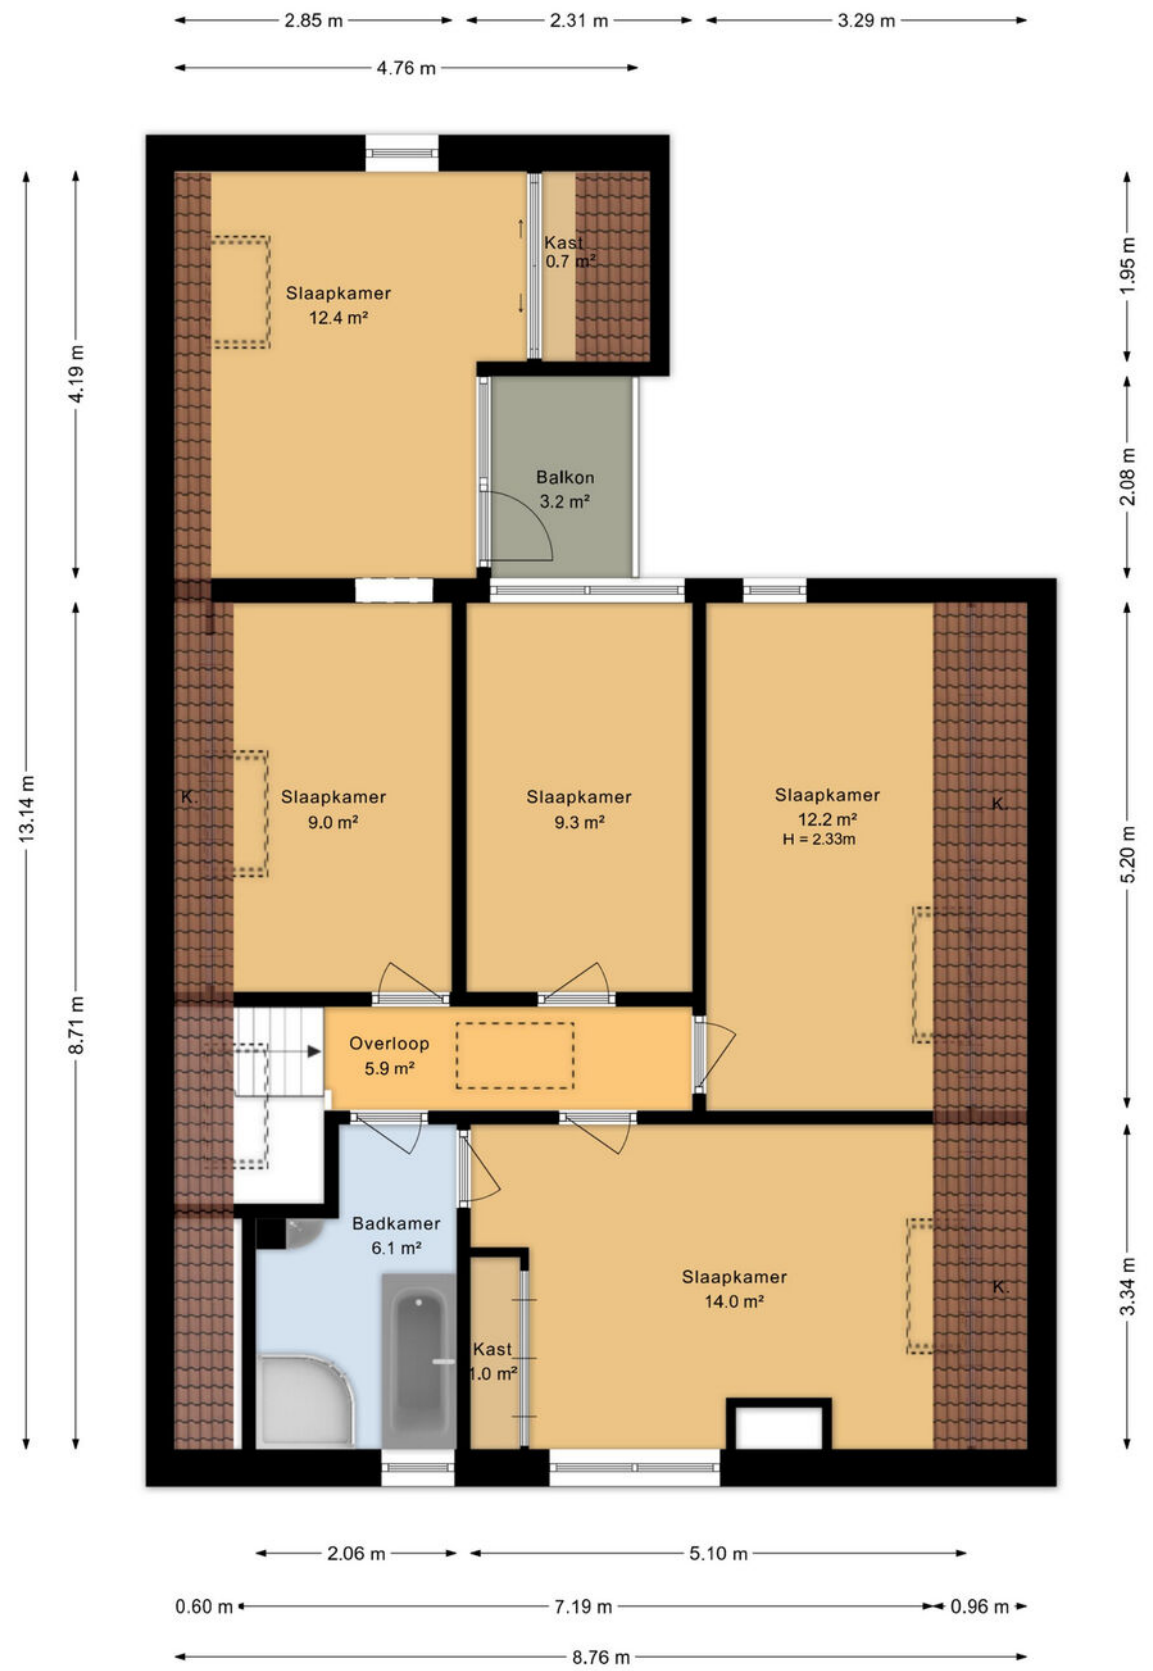 2.85 m
2.31 m
3.29 m
4.76 m
Kast
0.7 m²
Slaapkamer
12.4 m²
1.95 m
4.19 m
Balkon
3.2 m²
2.08 m
13.14 m
K.
Slaapkamer
9.0 m²
Slaapkamer
9.3 m²
Slaapkamer
12.2 m²
H = 2.33m
K.
5.20 m
8.71 m
Overloop
5.9 m²
Badkamer
6.1 m²
Slaapkamer
14.0 m²
K.
3.34 m
Kast
1.0 m²
2.06 m
5.10 m
0.60 m
7.19 m
0.96 m
8.76 m